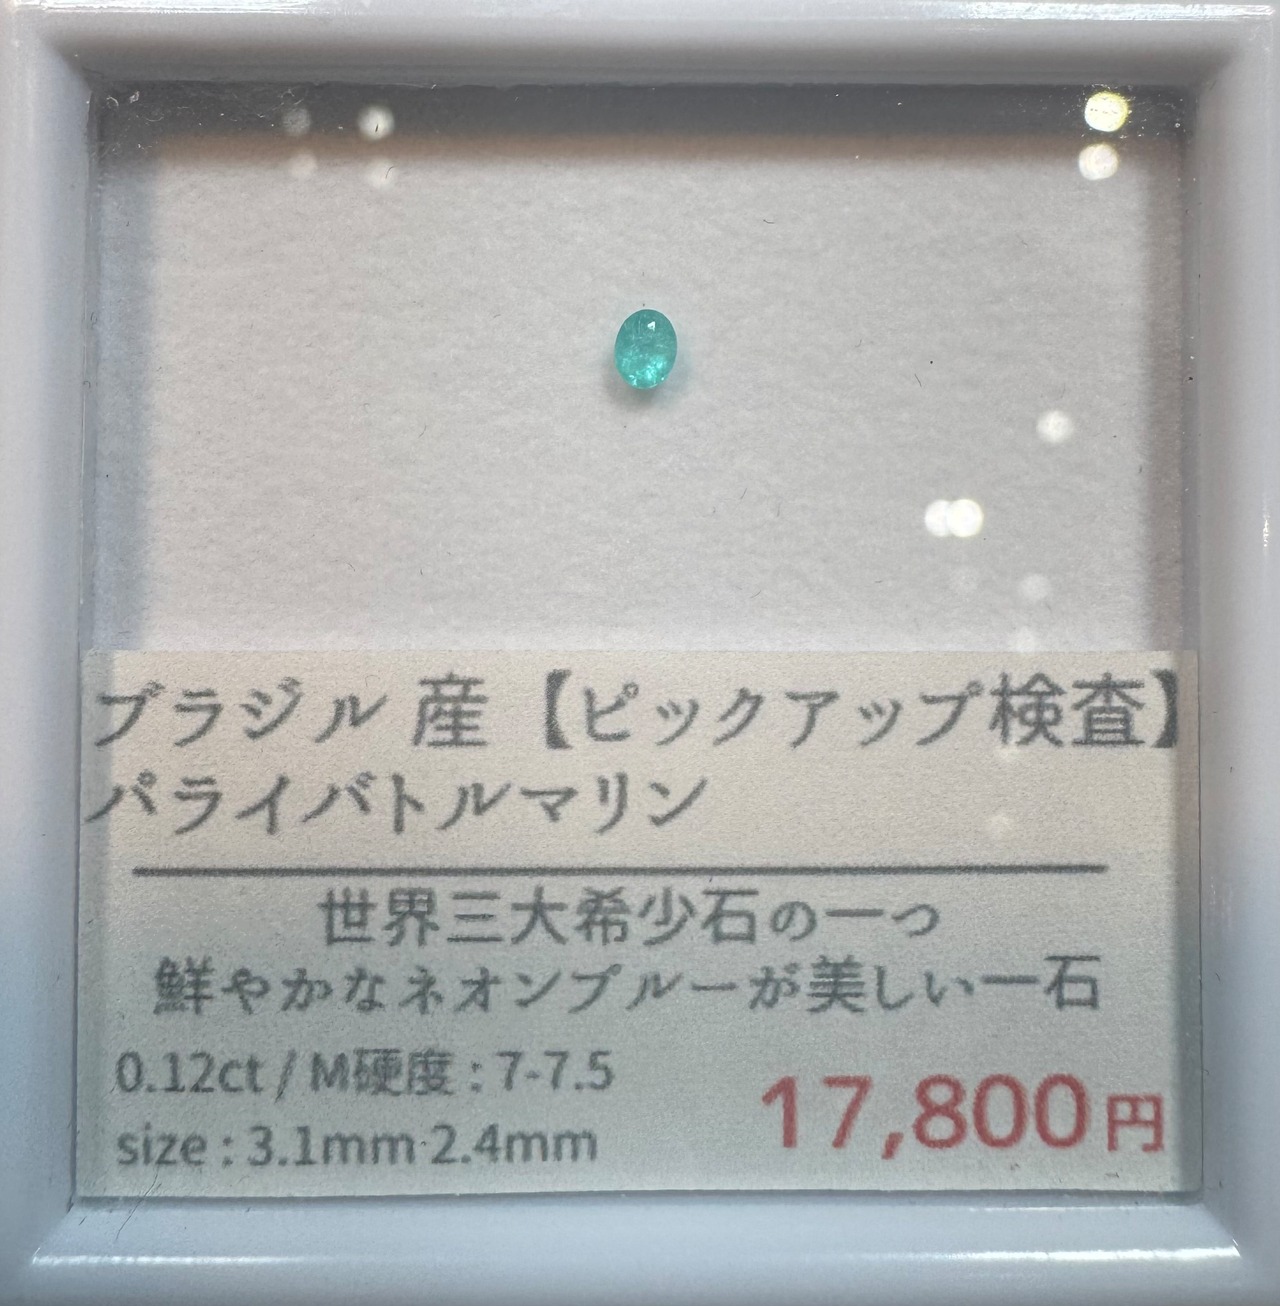 ブラジル 産【ピックアップ検査】
パライバトルマリン
世界三大希少石の一つ
鮮やかなネオンブルーが美しい一石
0.12ct / M硬度 : 7-7.5
size : 3.1mm·2.4mm
17,800円